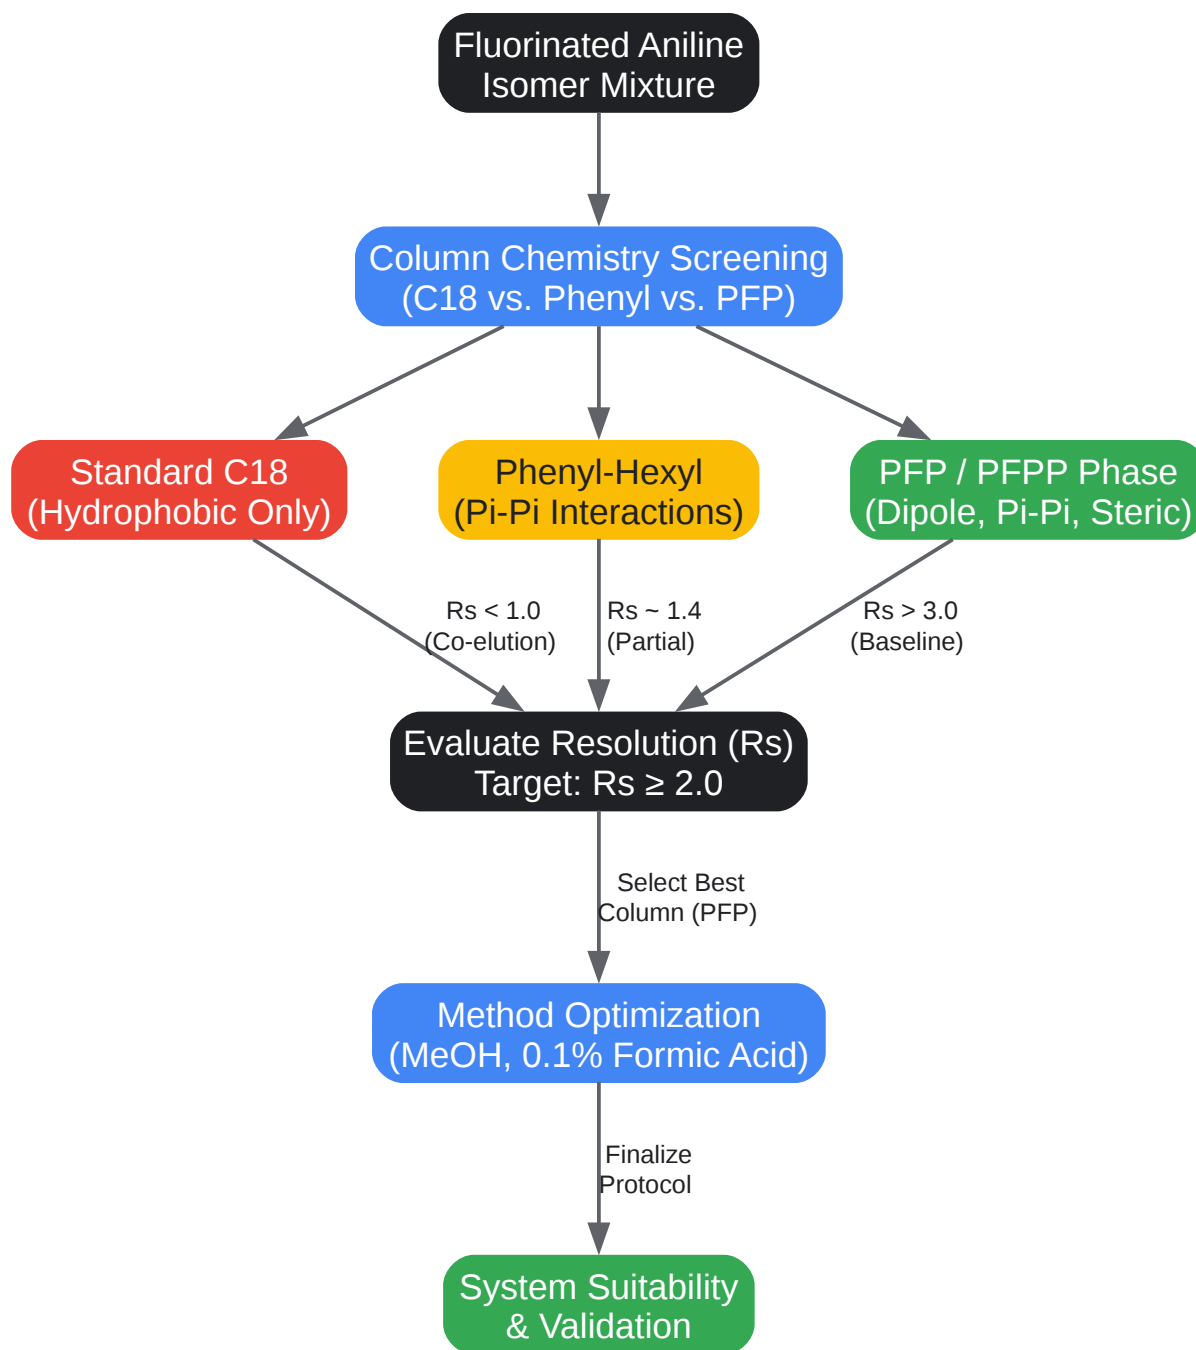 Fluorinated Aniline
Isomer Mixture
Column Chemistry Screening
(C18 vs. Phenyl vs. PFP)
Standard C18
(Hydrophobic Only)
Phenyl-Hexyl
(Pi-Pi Interactions)
PFP / PFPP Phase
(Dipole, Pi-Pi, Steric)
Rs < 1.0
(Co-elution)
Rs ~ 1.4
(Partial)
Rs > 3.0
(Baseline)
Evaluate Resolution (Rs)
Target: Rs ≥ 2.0
Select Best
Column (PFP)
Method Optimization
(MeOH, 0.1% Formic Acid)
Finalize
Protocol
System Suitability
& Validation